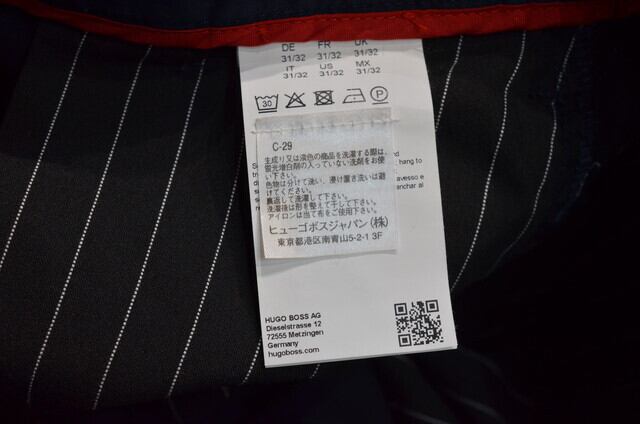 DE FR UK
31/32 31/32 31/32
IT US MX
31/32 31/32 31/32
30
P
C-29
生成り又は淡色の商品を洗濯する際は、
蛍光増白剤の入っていない洗剤をお使
い下さい。
色物は分けて洗い、浸け置き洗いは避
けてください。
裏返して洗濯して下さい。
洗濯後は形を整えて干して下さい。
アイロンは当て布をご使用下さい。
ヒューゴボスジャパン(株)
東京都港区南青山5-2-1 3F
hang to
HUGO BOSS AG
Dieselstrasse 12
72555 Metzingen
Germany
hugoboss.com